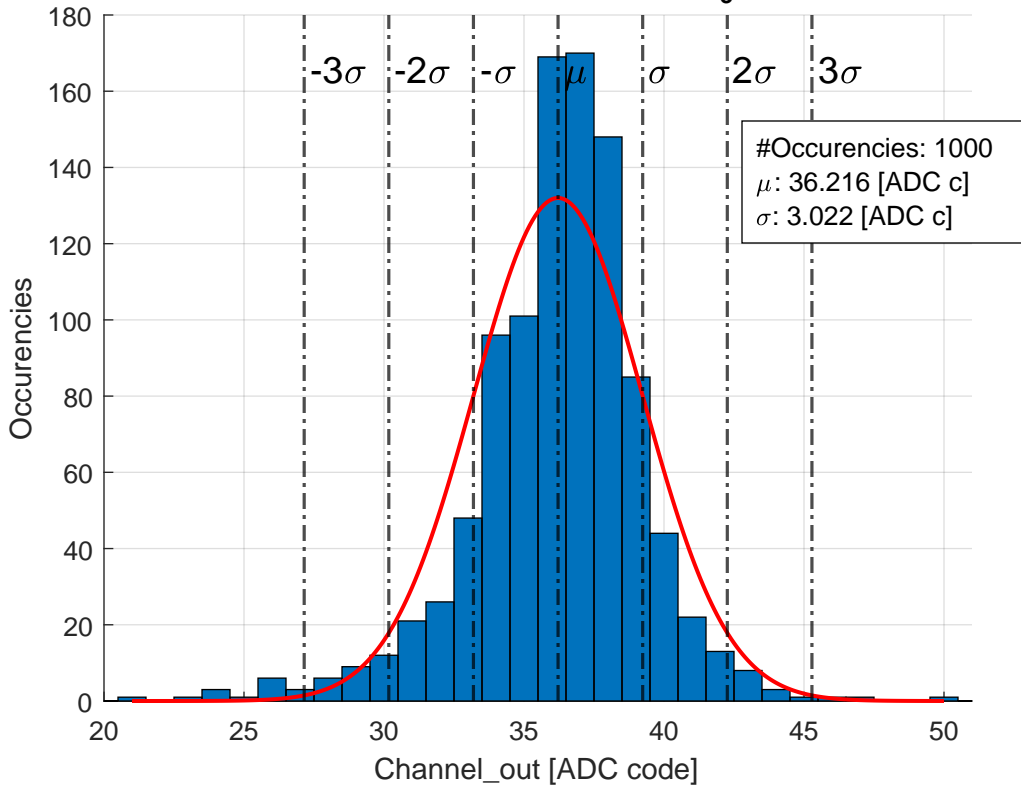 180
160
140
120
100
80
60
40
20
0
Occurencies
-3σ -2σ -σ μ σ 2σ 3σ
#Occurencies: 1000
μ: 36.216 [ADC c]
σ: 3.022 [ADC c]
20 25 30 35 40 45 50
Channel_out [ADC code]